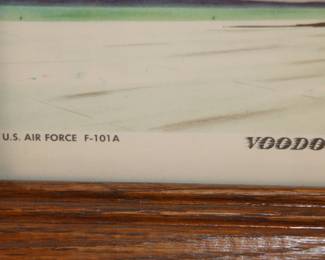 U.S. AIR FORCE F-101A
VOODO